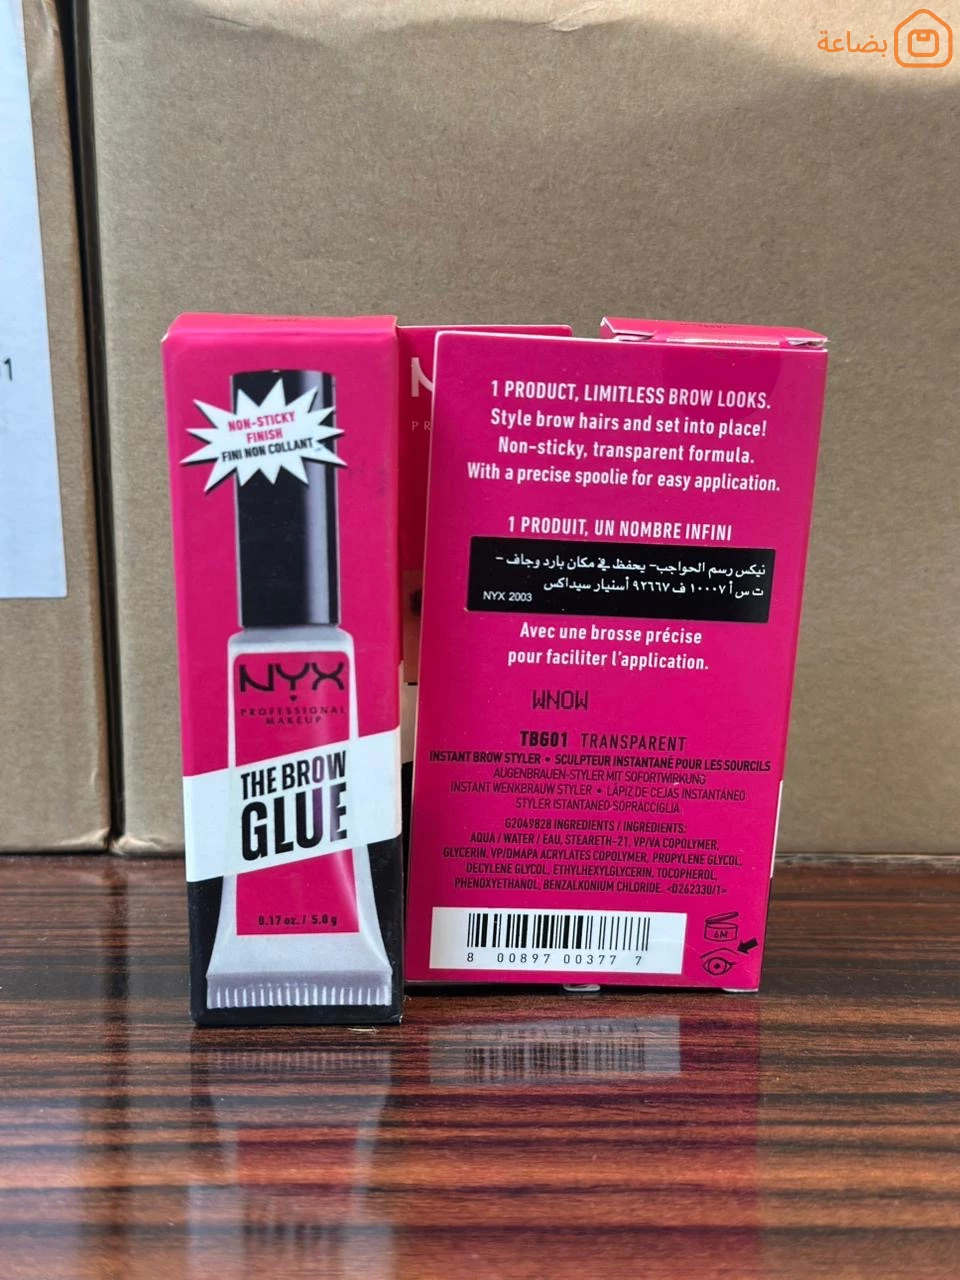 بضاعة
NON-STICKY
FINISH
FINI NON COLLANT
NYX
PROFESSIONAL
MAKEUP
THE BROW
GLUE
0.17 oz. / 5.0 g
1 PRODUCT, LIMITLESS BROW LOOKS.
Style brow hairs and set into place!
Non-sticky, transparent formula.
With a precise spoolie for easy application.
1 PRODUIT, UN NOMBRE INFINI
نيكس رسم الحواجب- يحفظ في مكان بارد وجاف -
ت س أ ١٠٠٠٧ ف ٩٢٦٦٧ أسنيار سيداكس
NYX 2003
Avec une brosse précise
pour faciliter l'application.
WNOW
TBG01 TRANSPARENT
INSTANT BROW STYLER • SCULPTEUR INSTANTANÉ POUR LES SOURCILS
AUGENBRAUEN-STYLER MIT SOFORTWIRKUNG
INSTANT WENKBRAUW STYLER • LÁPIZ DE CEJAS INSTANTÁNEO
STYLER ISTANTANEO SOPRACCIGLIA
G2049828 INGREDIENTS / INGRÉDIENTS:
AQUA / WATER / EAU, STEARETH-21, VP/VA COPOLYMER,
GLYCERIN, VP/DMAPA ACRYLATES COPOLYMER, PROPYLENE GLYCOL,
DECYLENE GLYCOL, ETHYLHEXYLGLYCERIN, TOCOPHEROL,
PHENOXYETHANOL, BENZALKONIUM CHLORIDE. <D262330/1>
6M
8 00897 00377 7